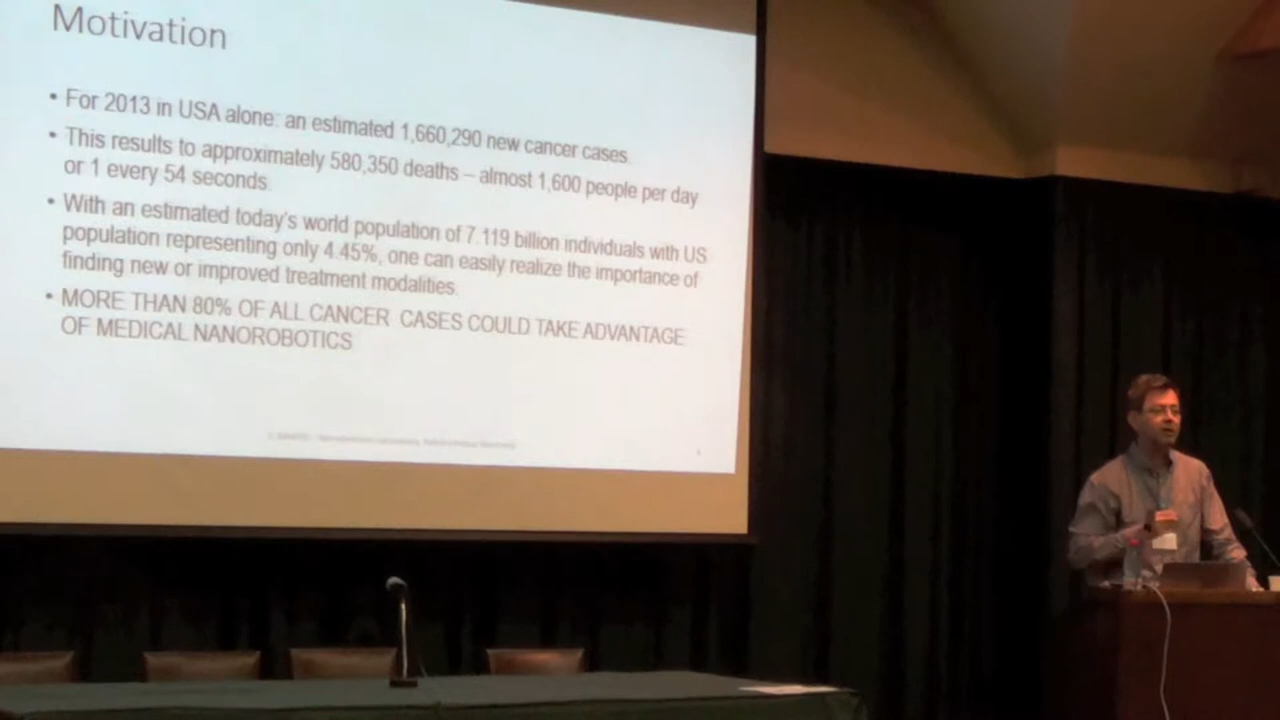 Motivation
• For 2013 in USA alone: an estimated 1,660,290 new cancer cases.
• This results to approximately 580,350 deaths – almost 1,600 people per day
or 1 every 54 seconds.
• With an estimated today's world population of 7.119 billion individuals with US
population representing only 4.45%, one can easily realize the importance of
finding new or improved treatment modalities.
• MORE THAN 80% OF ALL CANCER CASES COULD TAKE ADVANTAGE
OF MEDICAL NANOROBOTICS